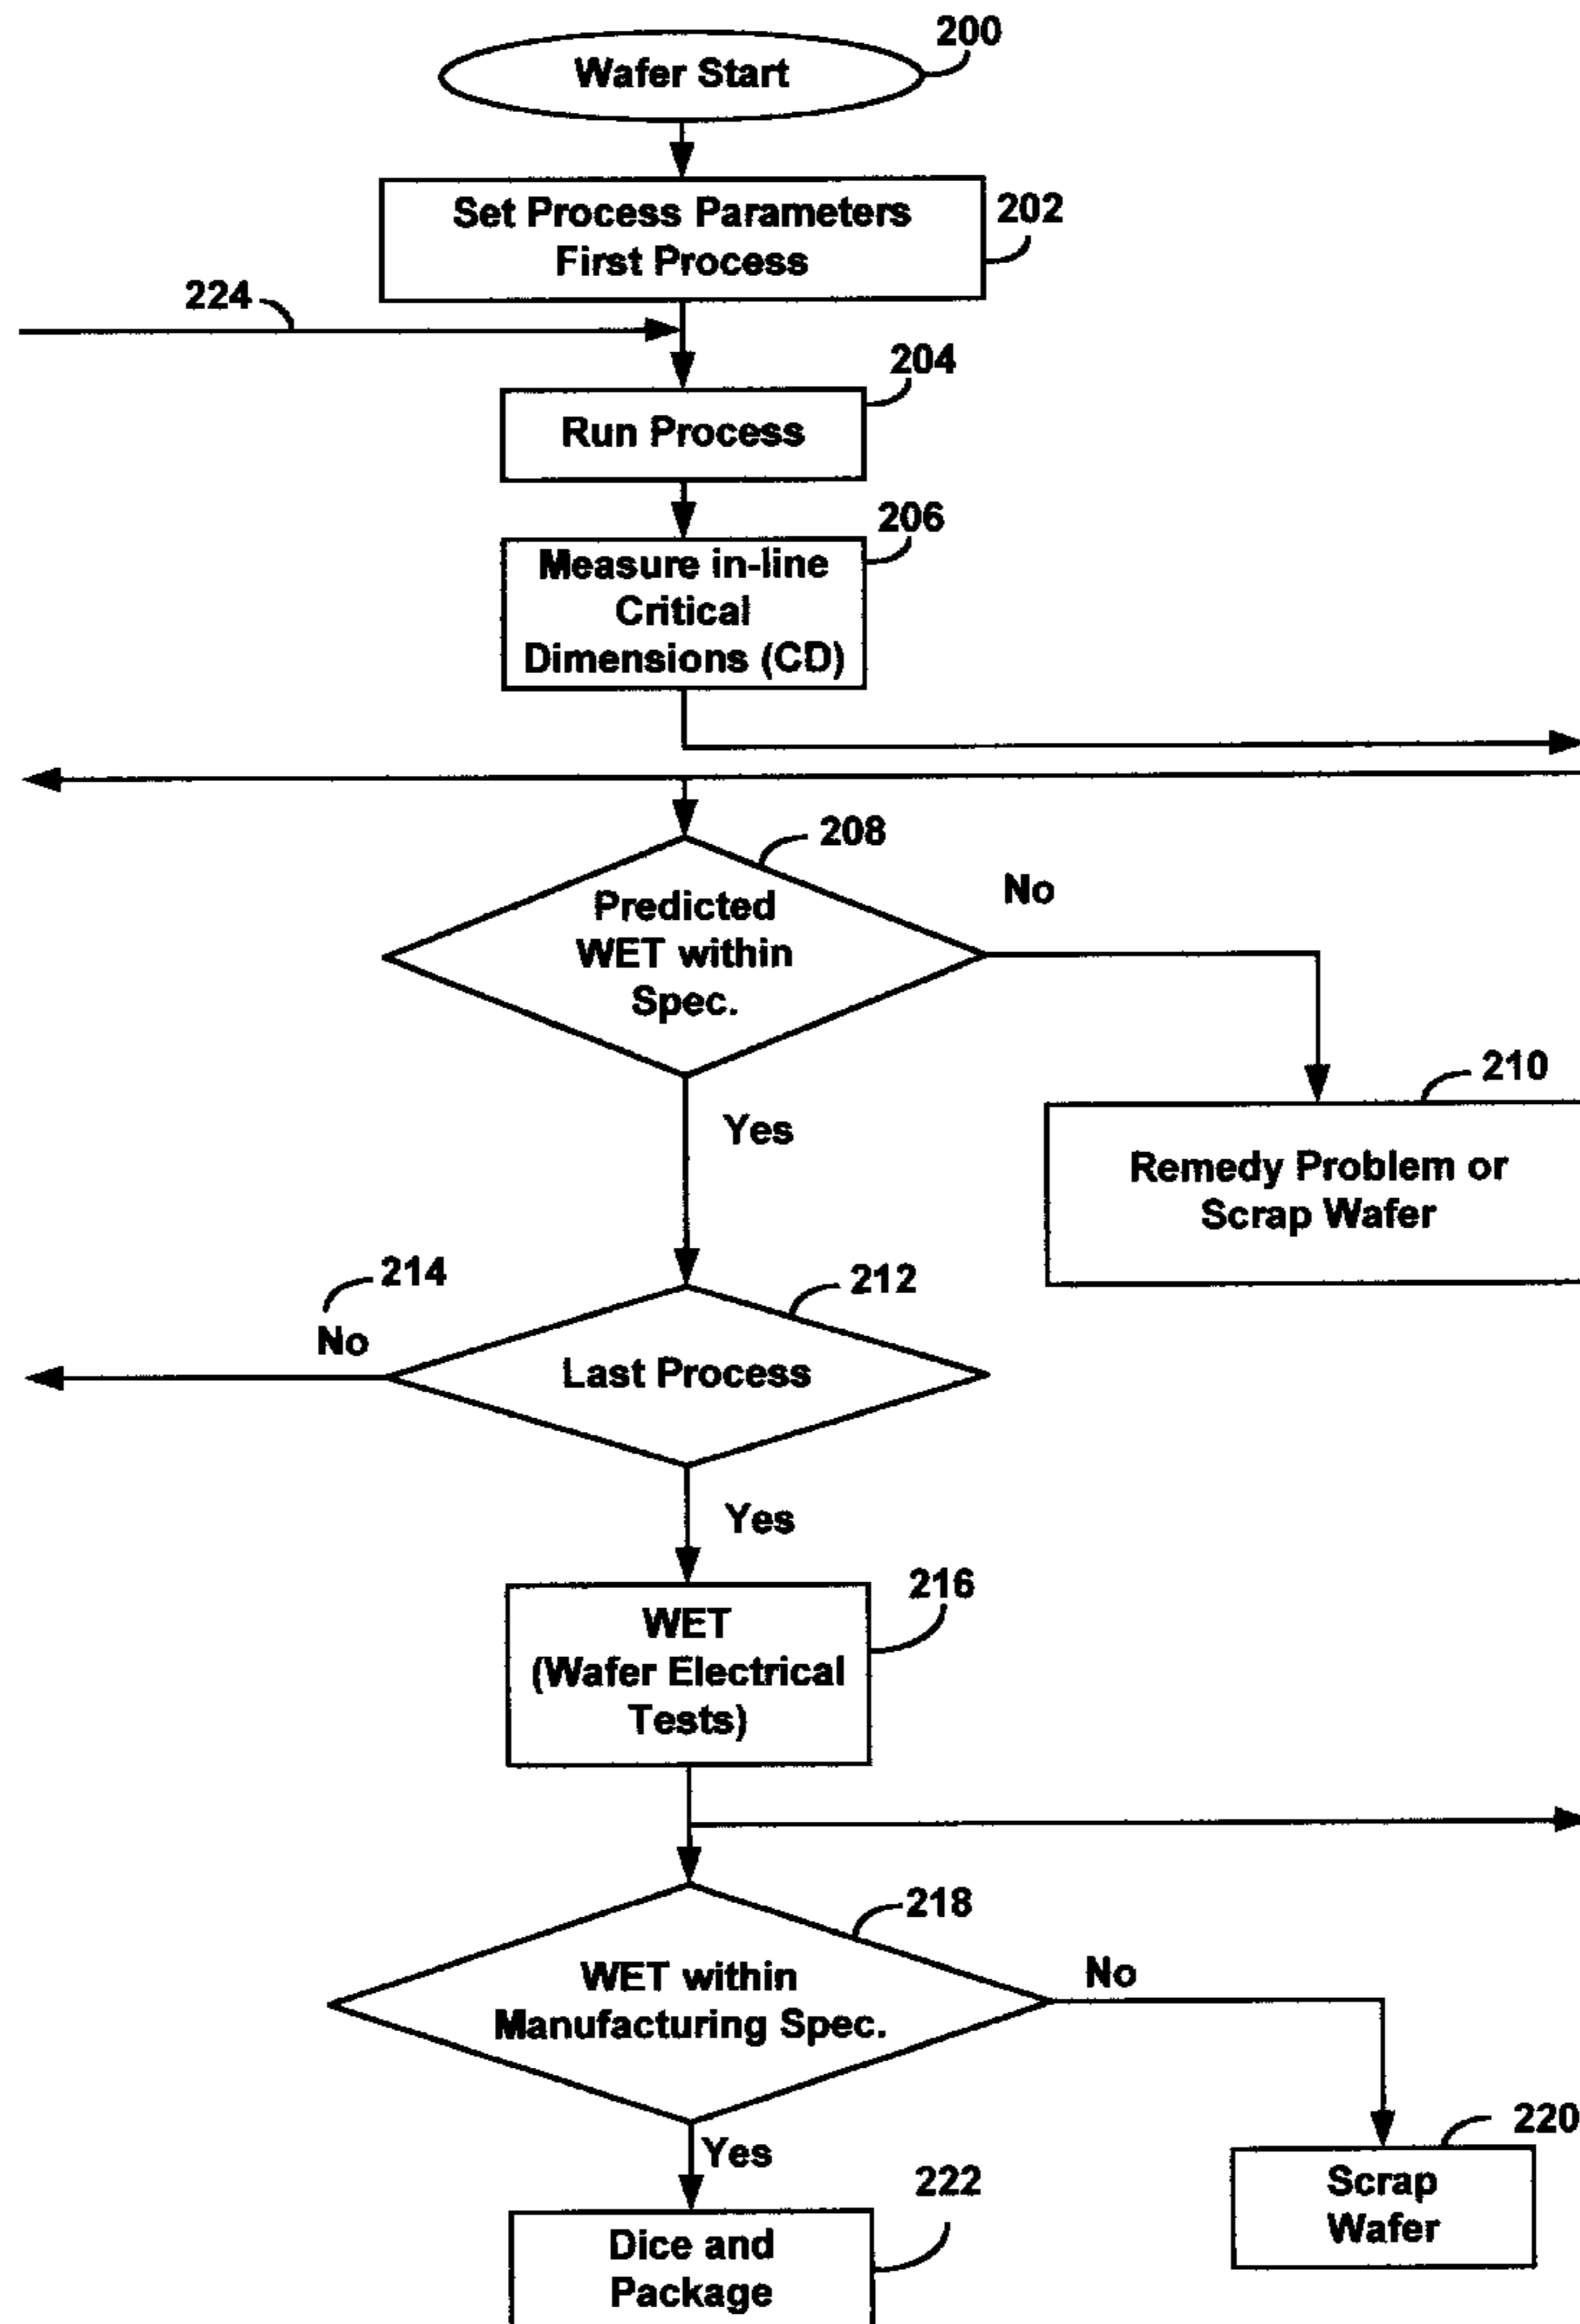 200
Wafer Start
202
Set Process Parameters
First Process
224
204
Run Process
206
Measure in-line
Critical
Dimensions (CD)
208
No
Predicted
WET within
Spec.
210
Yes
Remedy Problem or
Scrap Wafer
214
212
No
Last Process
Yes
216
WET
(Wafer Electrical
Tests)
218
No
WET within
Manufacturing Spec.
220
Yes
222
Scrap
Wafer
Dice and
Package